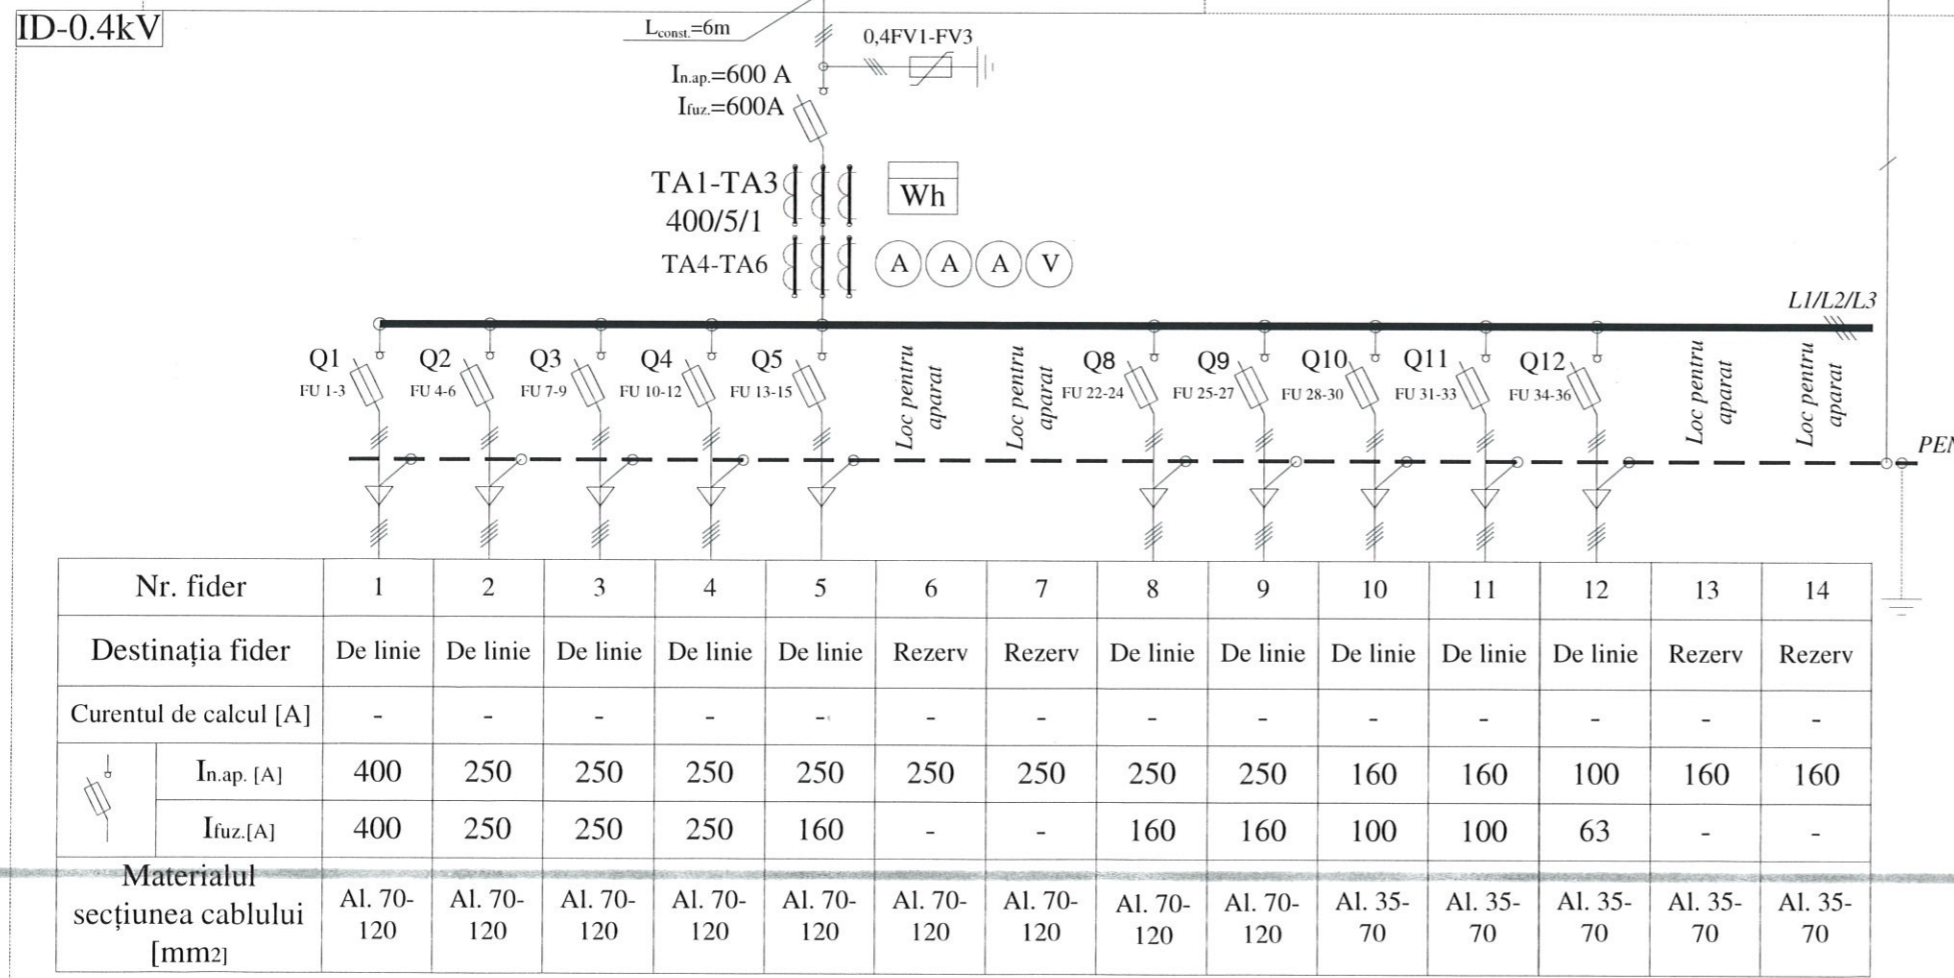 ID-0.4kV
Lconst.=6m
0,4FV1-FV3
In.ap.=600 A
Ifuz.=600A
TA1-TA3
400/5/1
Wh
TA4-TA6
A A A V
L1/L2/L3
Q1 Q2 Q3 Q4 Q5 Q8 Q9 Q10 Q11 Q12
FU 1-3 FU 4-6 FU 7-9 FU 10-12 FU 13-15 FU 22-24 FU 25-27 FU 28-30 FU 31-33 FU 34-36
Loc pentru
aparat
Loc pentru
aparat
Loc pentru
aparat
Loc pentru
aparat
PEN
Nr. fider 1 2 3 4 5 6 7 8 9 10 11 12 13 14
Destinația fider De linie De linie De linie De linie De linie Rezerv Rezerv De linie De linie De linie De linie De linie Rezerv Rezerv
Curentul de calcul [A] - - - - - - - - - - - - - -
In.ap. [A] 400 250 250 250 250 250 250 250 250 160 160 100 160 160
Ifuz.[A] 400 250 250 250 160 - - 160 160 100 100 63 - -
Materialul
secțiunea cablului
[mm2]
Al. 70- Al. 70- Al. 70- Al. 70- Al. 70- Al. 70- Al. 70- Al. 70- Al. 70- Al. 35- Al. 35- Al. 35- Al. 35- Al. 35-
120 120 120 120 120 120 120 120 120 70 70 70 70 70